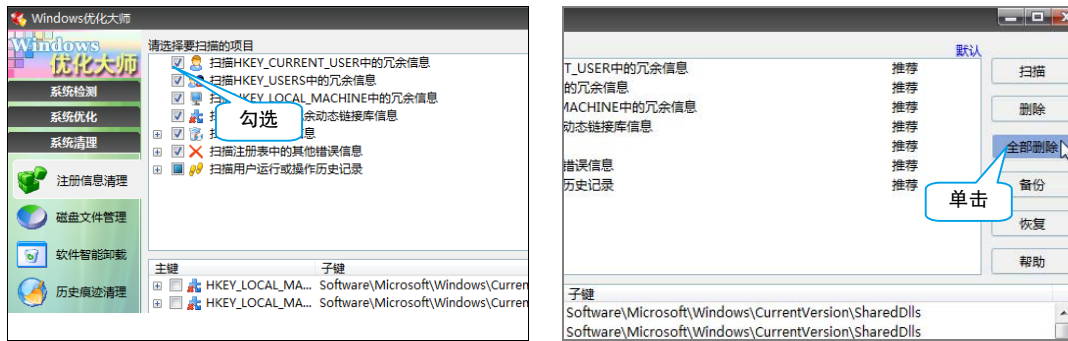 Windows优化大师
Windows
优化大师
系统检测
系统优化
系统清理
注册信息清理
磁盘文件管理
软件智能卸载
历史痕迹清理
请选择要扫描的项目
扫描HKEY_CURRENT_USER中的冗余信息
扫描HKEY_USERS中的冗余信息
HKEY_LOCAL_MACHINE中的冗余信息
余动态链接库信息
息
扫描注册表中的其他错误信息
扫描用户运行或操作历史记录
勾选
主键 子键
HKEY_LOCAL_MA... Software\Microsoft\Windows\Curren
HKEY_LOCAL_MA... Software\Microsoft\Windows\Curren
默认
T_USER中的冗余信息 推荐
的冗余信息 推荐
MACHINE中的冗余信息 推荐
动态链接库信息 推荐
推荐
错误信息 推荐
历史记录 推荐
扫描
删除
全部删除
备份
恢复
帮助
单击
子键
Software\Microsoft\Windows\CurrentVersion\SharedDlls
Software\Microsoft\Windows\CurrentVersion\SharedDlls